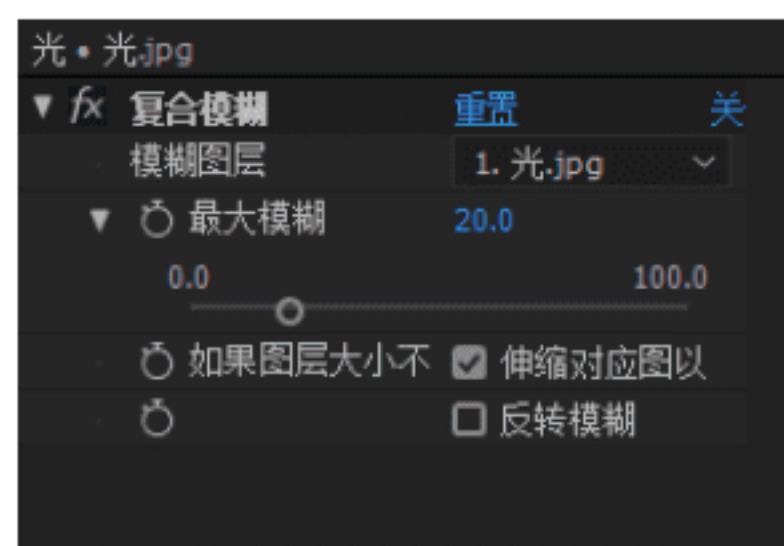 光 • 光.jpg
fx 复合模糊 重置 关
模糊图层 1. 光.jpg
最大模糊 20.0
0.0 100.0
如果图层大小不 伸缩对应图以
反转模糊